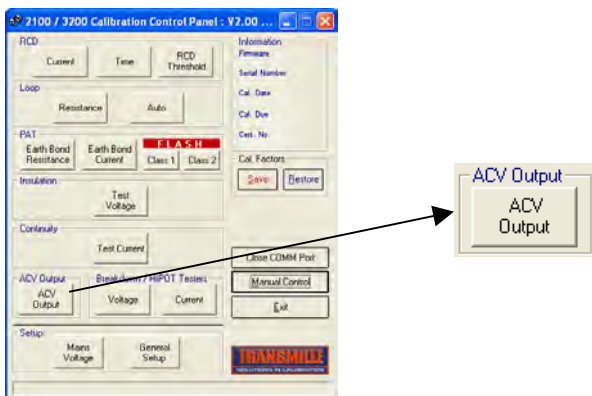 2100 / 3200 Calibration Control Panel : V2.00 ...
RCD
Current
Time
RCD
Threshold
Loop
Resistance
Auto
PAT
Earth Bond
Resistance
Earth Bond
Current
FLASH
Class 1
Class 2
Insulation
Test
Voltage
Continuity
Test Current
ACV Output
ACV
Output
Breakdown / HIPOT Testers
Voltage
Current
Setup
Mains
Voltage
General
Setup
Information
Firmware
Serial Number
Cal. Date
Cal. Due
Cert. No
Cal. Factors
Save
Restore
Close COMM Port
Manual Control
Exit
TRANSMILLE
SOLUTIONS IN CALIBRATION
ACV Output
ACV
Output